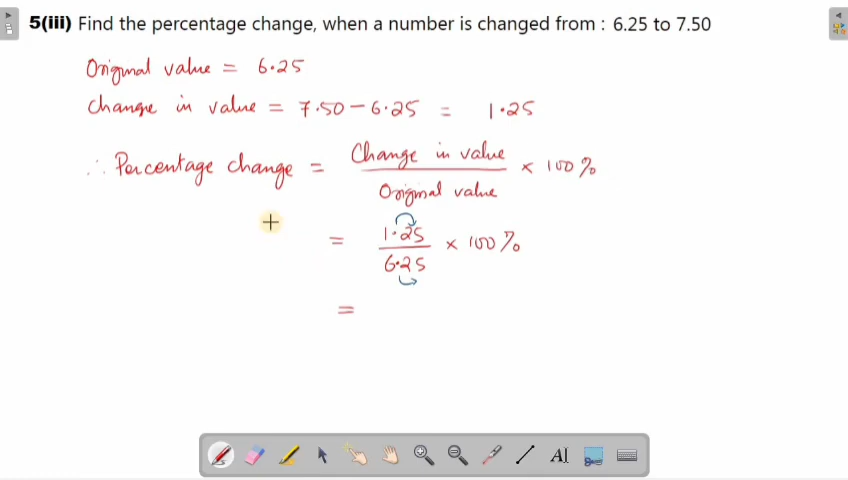 5(iii) Find the percentage change, when a number is changed from : 6.25 to 7.50
Original value = 6.25
Change in value = 7.50 - 6.25 = 1.25
∴ Percentage change = Change in value / Original value × 100%
= 1.25 / 6.25 × 100%
=
A